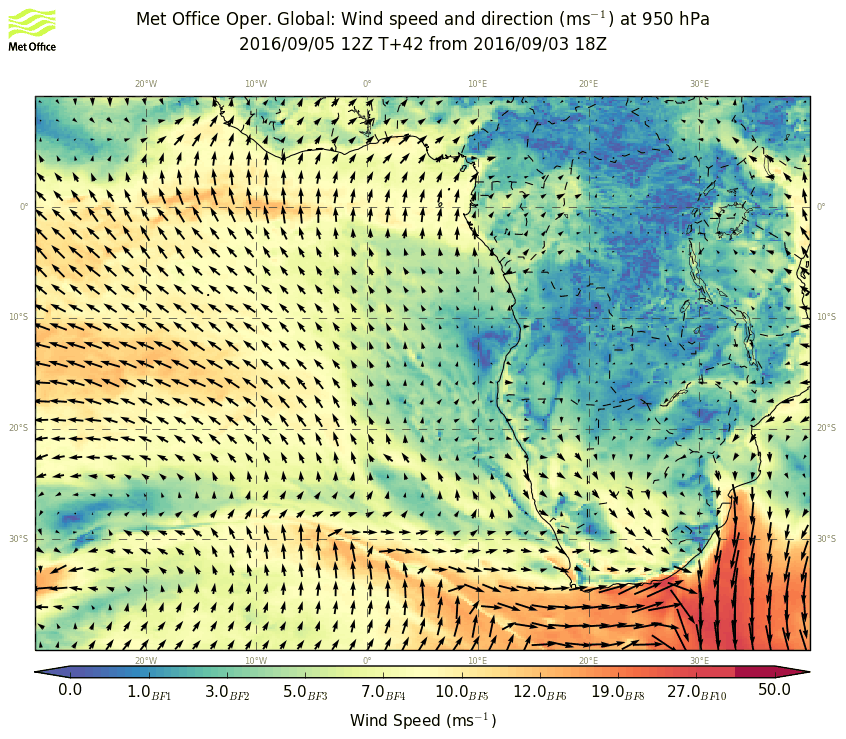 Met Office
Met Office Oper. Global: Wind speed and direction (ms⁻¹) at 950 hPa
2016/09/05 12Z T+42 from 2016/09/03 18Z
20°W 10°W 0° 10°E 20°E 30°E
0° 0°
10°S 10°S
20°S 20°S
30°S 30°S
20°W 10°W 0° 10°E 20°E 30°E
0.0 1.0BF1 3.0BF2 5.0BF3 7.0BF4 10.0BF5 12.0BF6 19.0BF8 27.0BF10 50.0
Wind Speed (ms⁻¹)